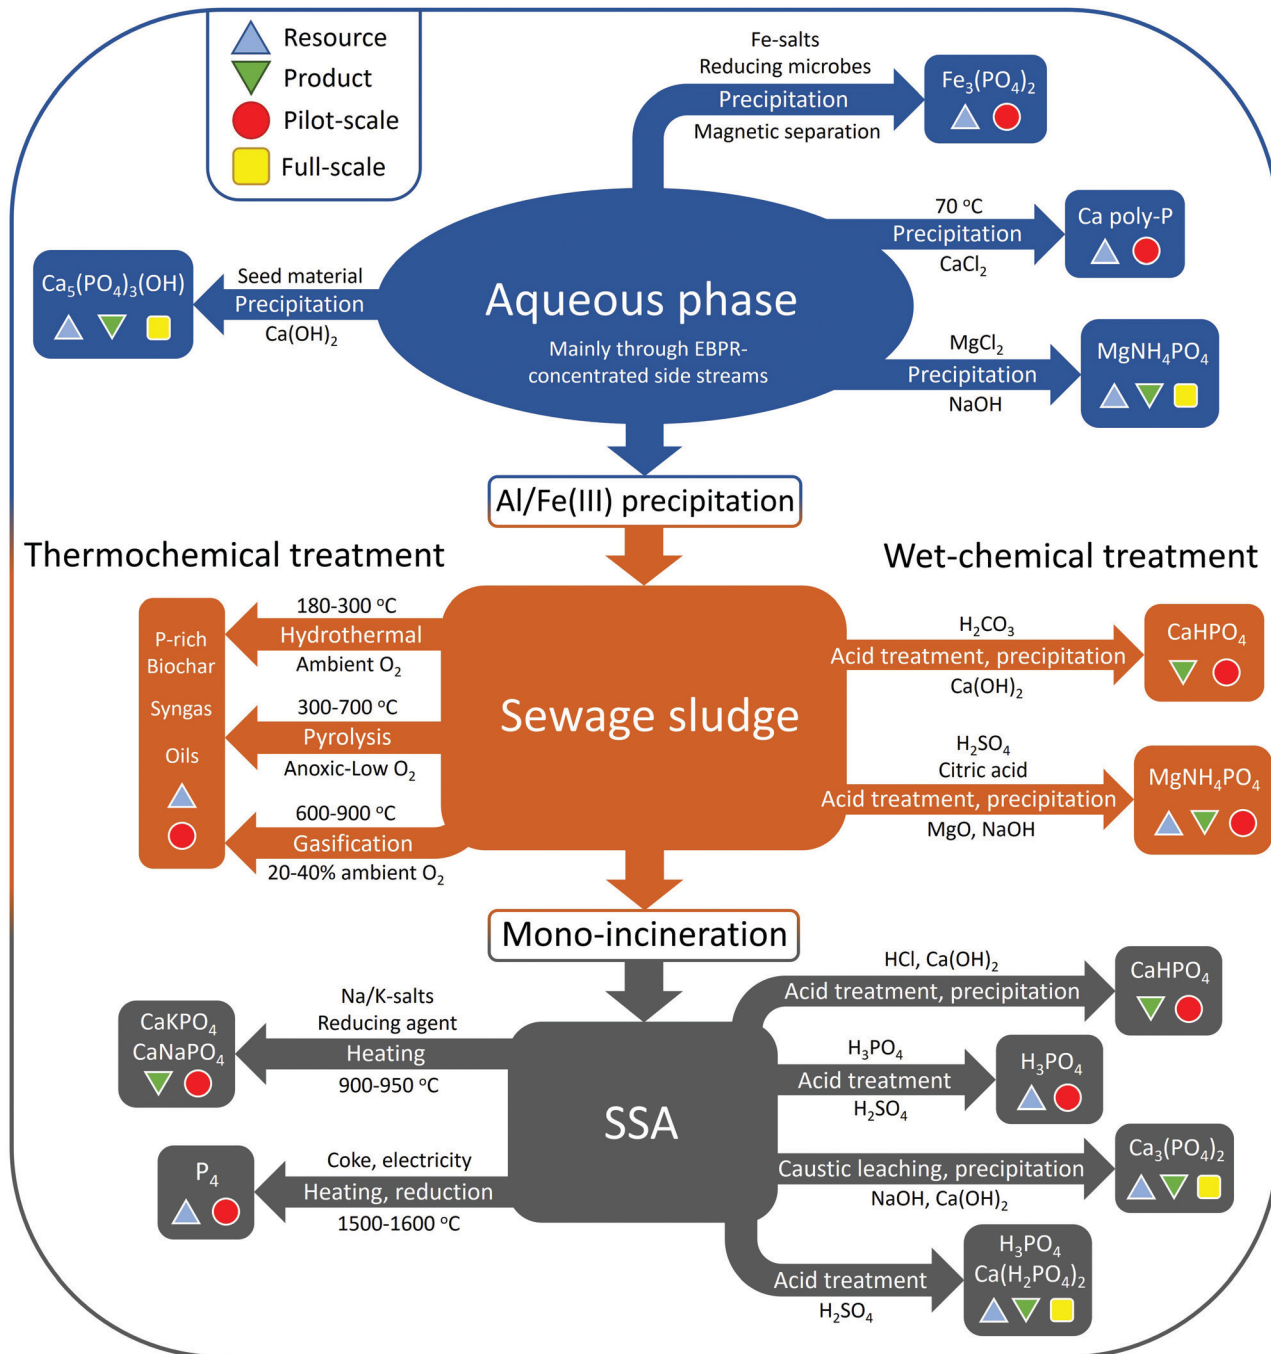 Resource
Product
Pilot-scale
Full-scale
Fe-salts
Reducing microbes
Precipitation
Magnetic separation
Fe₃(PO₄)₂
70 °C
Precipitation
CaCl₂
Ca poly-P
Ca₅(PO₄)₃(OH)
Seed material
Precipitation
Ca(OH)₂
Aqueous phase
Mainly through EBPR-
concentrated side streams
MgCl₂
Precipitation
NaOH
MgNH₄PO₄
Al/Fe(III) precipitation
Thermochemical treatment
Wet-chemical treatment
P-rich
Biochar
Syngas
Oils
180-300 °C
Hydrothermal
Ambient O₂
300-700 °C
Pyrolysis
Anoxic-Low O₂
600-900 °C
Gasification
20-40% ambient O₂
Sewage sludge
H₂CO₃
Acid treatment, precipitation
Ca(OH)₂
CaHPO₄
H₂SO₄
Citric acid
Acid treatment, precipitation
MgO, NaOH
MgNH₄PO₄
Mono-incineration
CaKPO₄
CaNaPO₄
Na/K-salts
Reducing agent
Heating
900-950 °C
P₄
Coke, electricity
Heating, reduction
1500-1600 °C
SSA
HCl, Ca(OH)₂
Acid treatment, precipitation
CaHPO₄
H₃PO₄
Acid treatment
H₂SO₄
H₃PO₄
Caustic leaching, precipitation
NaOH, Ca(OH)₂
Ca₃(PO₄)₂
Acid treatment
H₂SO₄
H₃PO₄
Ca(H₂PO₄)₂